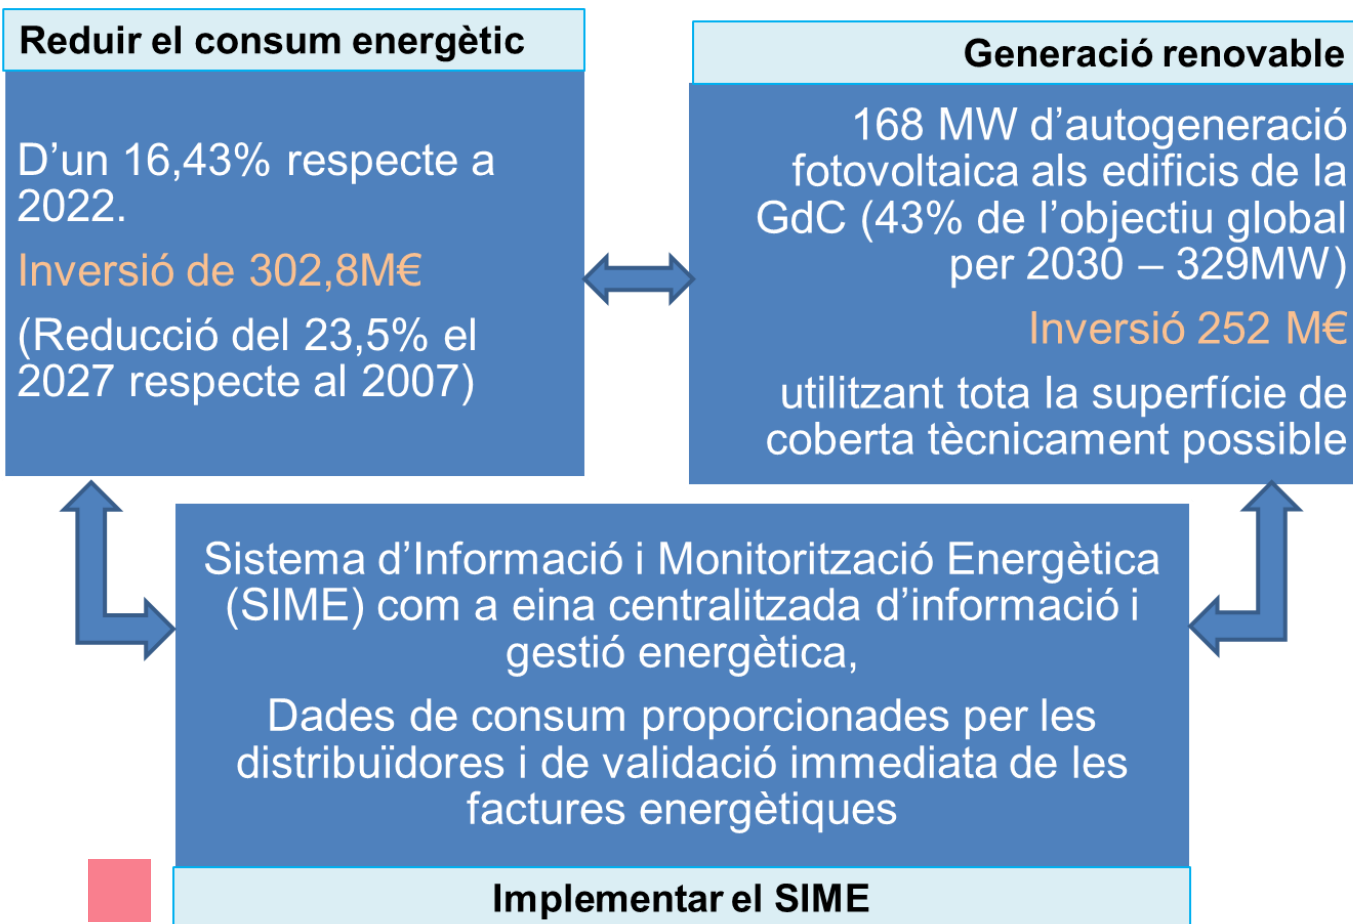 Reduir el consum energètic
D’un 16,43% respecte a
2022.
Inversió de 302,8M€
(Reducció del 23,5% el
2027 respecte al 2007)
Generació renovable
168 MW d’autogeneració
fotovoltaica als edificis de la
GdC (43% de l’objectiu global
per 2030 – 329MW)
Inversió 252 M€
utilitzant tota la superfície de
coberta tècnicament possible
Sistema d’Informació i Monitorització Energètica
(SIME) com a eina centralitzada d’informació i
gestió energètica,
Dades de consum proporcionades per les
distribuïdores i de validació immediata de les
factures energètiques
Implementar el SIME